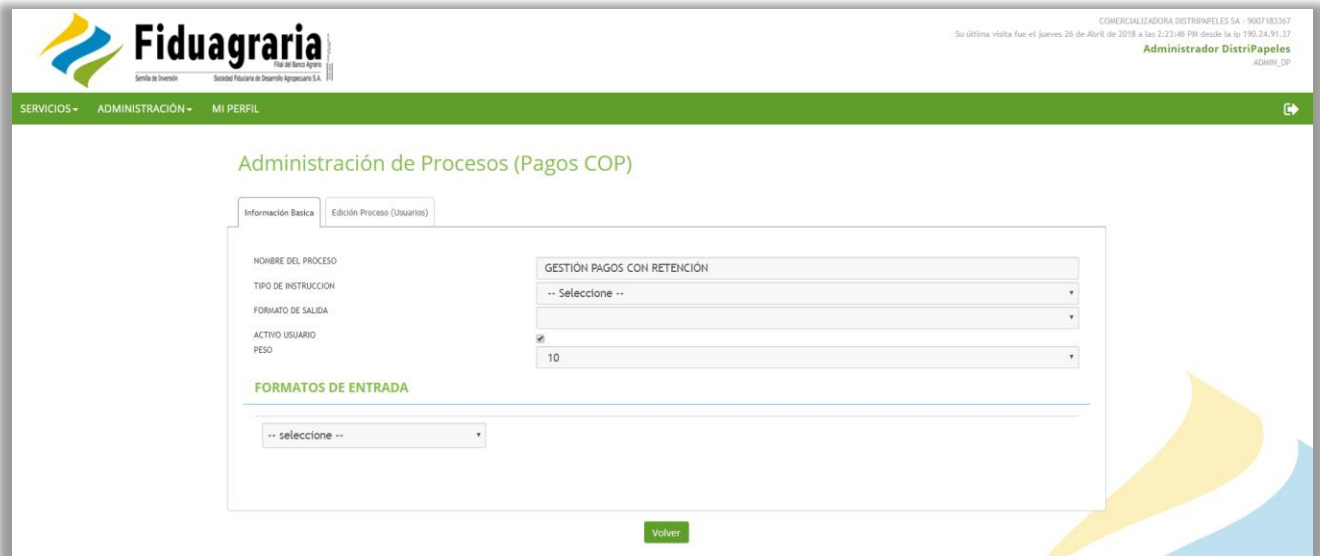 COMERCIALIZADORA DISTRIPAPELES SA - 9007183367
Su última visita fue el jueves 26 de Abril de 2018 a las 2:23:46 PM desde la ip 190.24.91.37
Administrador DistriPapeles
ADMIN_DP
Fiduagraria
Filial del Banco Agrario
Semilla de Inversión Sociedad Fiduciaria de Desarrollo Agropecuario S.A.
SERVICIOS ADMINISTRACIÓN MI PERFIL
Administración de Procesos (Pagos COP)
Información Basica Edición Proceso (Usuarios)
NOMBRE DEL PROCESO GESTIÓN PAGOS CON RETENCIÓN
TIPO DE INSTRUCCION -- Seleccione --
FORMATO DE SALIDA
ACTIVO USUARIO
PESO 10
FORMATOS DE ENTRADA
-- seleccione --
Volver